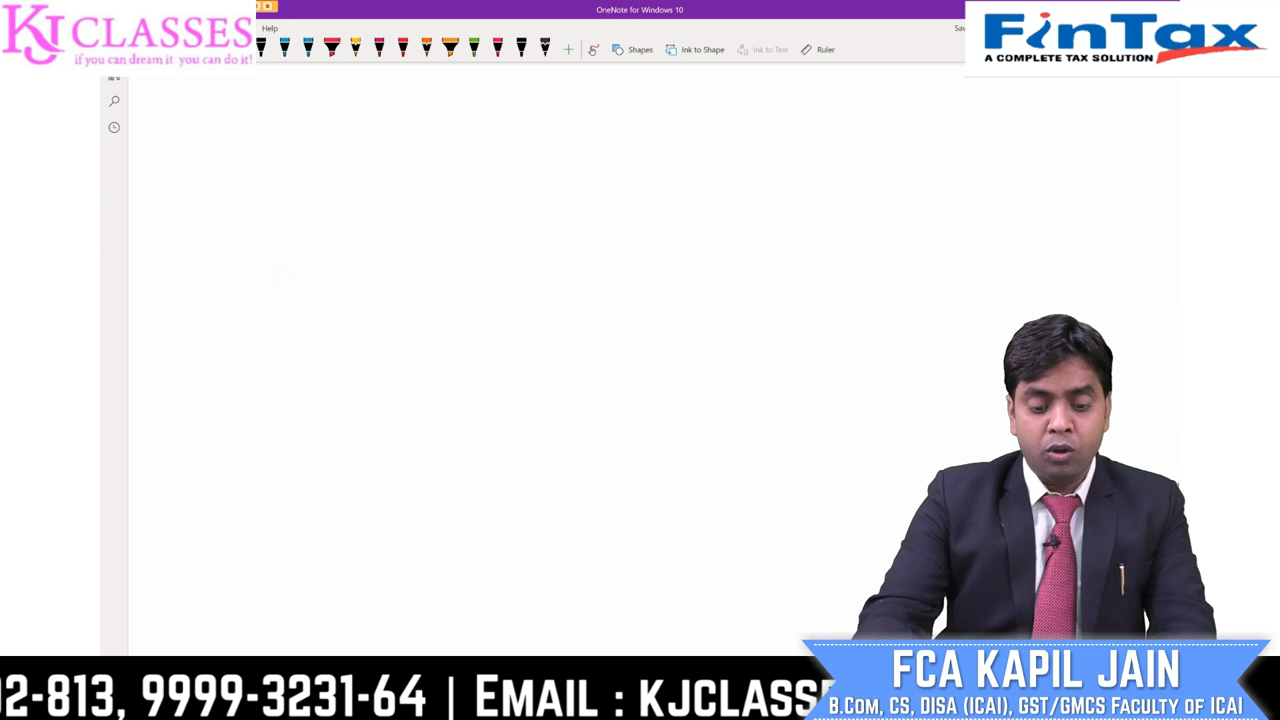 KJ CLASSES
if you can dream it you can do it!
OneNote for Windows 10
Help
Shapes
Ink to Shape
Ink to Text
Ruler
FinTax
A COMPLETE TAX SOLUTION
FCA KAPIL JAIN
B.COM, CS, DISA (ICAI), GST/GMCS FACULTY OF ICAI
2-813, 9999-3231-64 | EMAIL : KJCLASS